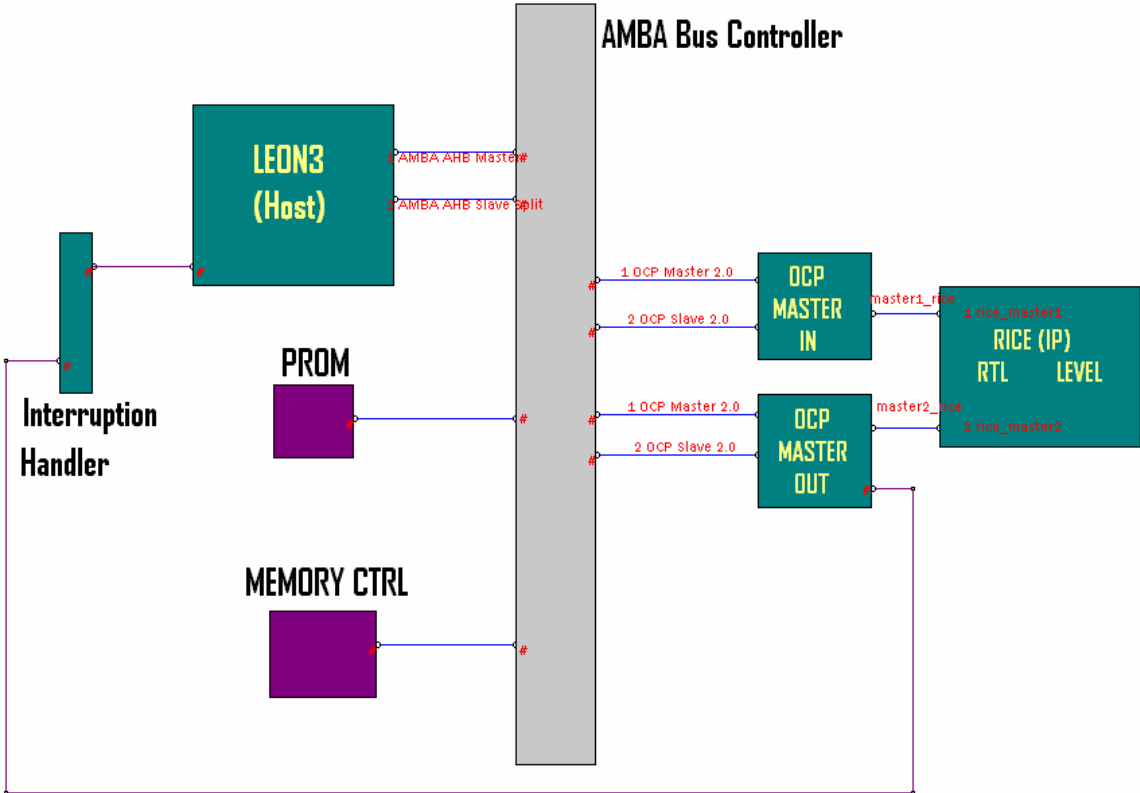 AMBA Bus Controller
LEON3
(Host)
1 AMBA AHB Master
#
2 AMBA AHB Slave Split
#
#
#
#
Interruption
Handler
PROM
#
#
MEMORY CTRL
#
#
1 OCP Master 2.0
#
2 OCP Slave 2.0
#
OCP
MASTER
IN
master1_rice
1 rice_master1
RICE (IP)
RTL LEVEL
1 OCP Master 2.0
#
2 OCP Slave 2.0
#
OCP
MASTER
OUT
#
master2_rice
2 rice_master2